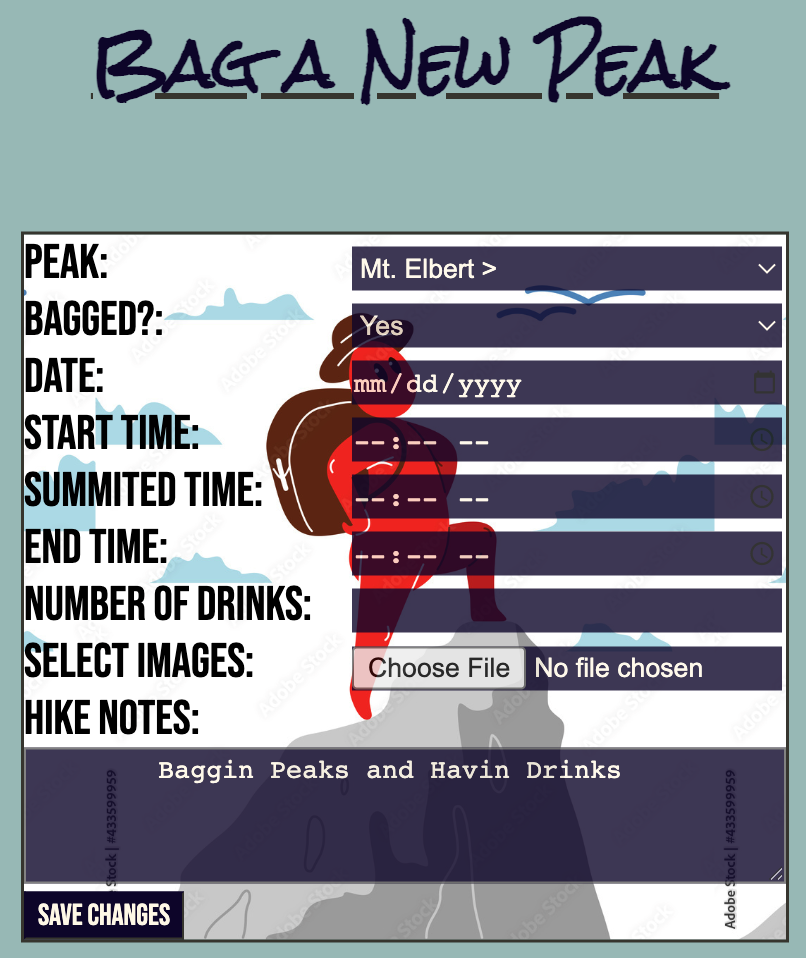 Bag a New Peak
PEAK: Mt. Elbert >
BAGGED?: Yes
DATE: mm/dd/yyyy
START TIME: --:-- --
SUMMITED TIME: --:-- --
END TIME: --:-- --
NUMBER OF DRINKS:
SELECT IMAGES: Choose File No file chosen
HIKE NOTES:
Baggin Peaks and Havin Drinks
SAVE CHANGES
Adobe Stock | #433599959
Adobe Stock | #433599959